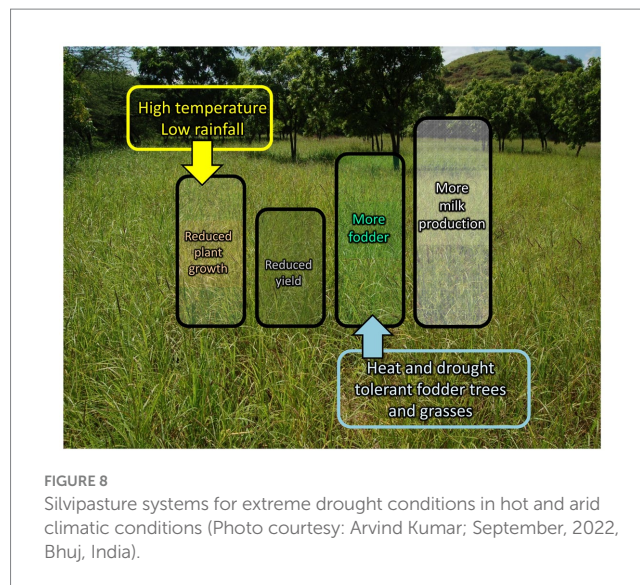 High temperature
Low rainfall
Reduced
plant
growth
Reduced
yield
More
fodder
More
milk
production
Heat and drought
tolerant fodder trees
and grasses
FIGURE 8
Silvipasture systems for extreme drought conditions in hot and arid
climatic conditions (Photo courtesy: Arvind Kumar; September, 2022,
Bhuj, India).